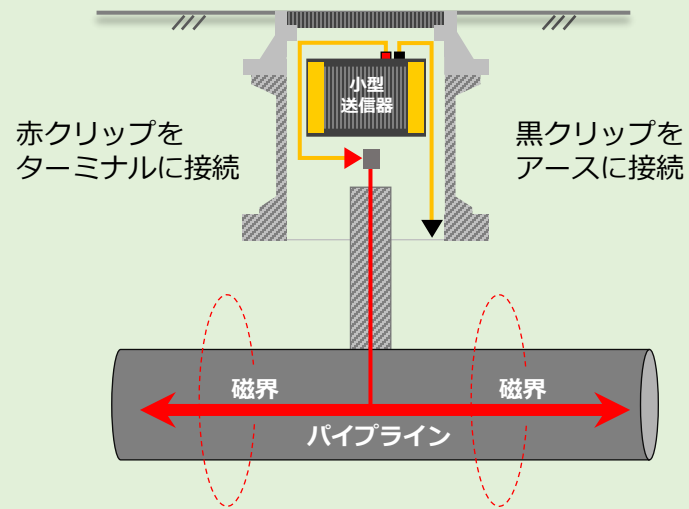 小型
送信器
赤クリップを
ターミナルに接続
黒クリップを
アースに接続
磁界
磁界
パイプライン